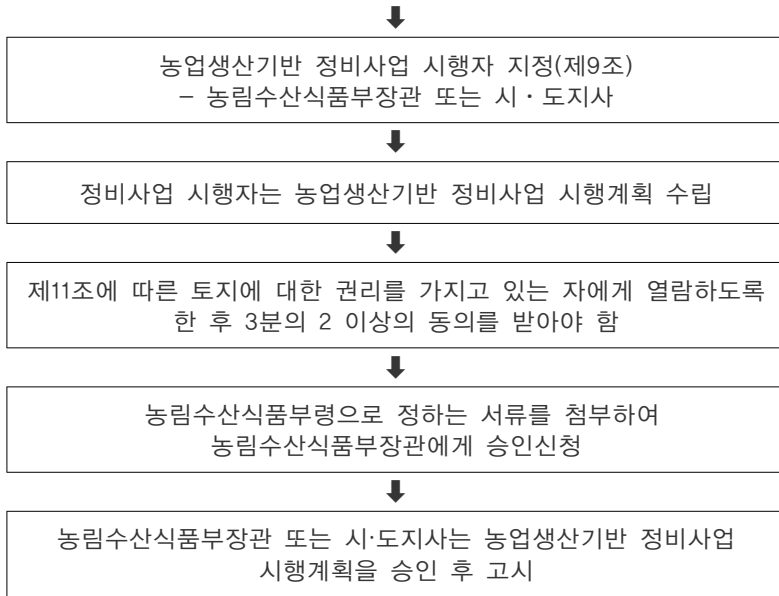 농업생산기반 정비사업 시행자 지정(제9조)
– 농림수산식품부장관 또는 시・도지사
정비사업 시행자는 농업생산기반 정비사업 시행계획 수립
제11조에 따른 토지에 대한 권리를 가지고 있는 자에게 열람하도록
한 후 3분의 2 이상의 동의를 받아야 함
농림수산식품부령으로 정하는 서류를 첨부하여
농림수산식품부장관에게 승인신청
농림수산식품부장관 또는 시·도지사는 농업생산기반 정비사업
시행계획을 승인 후 고시